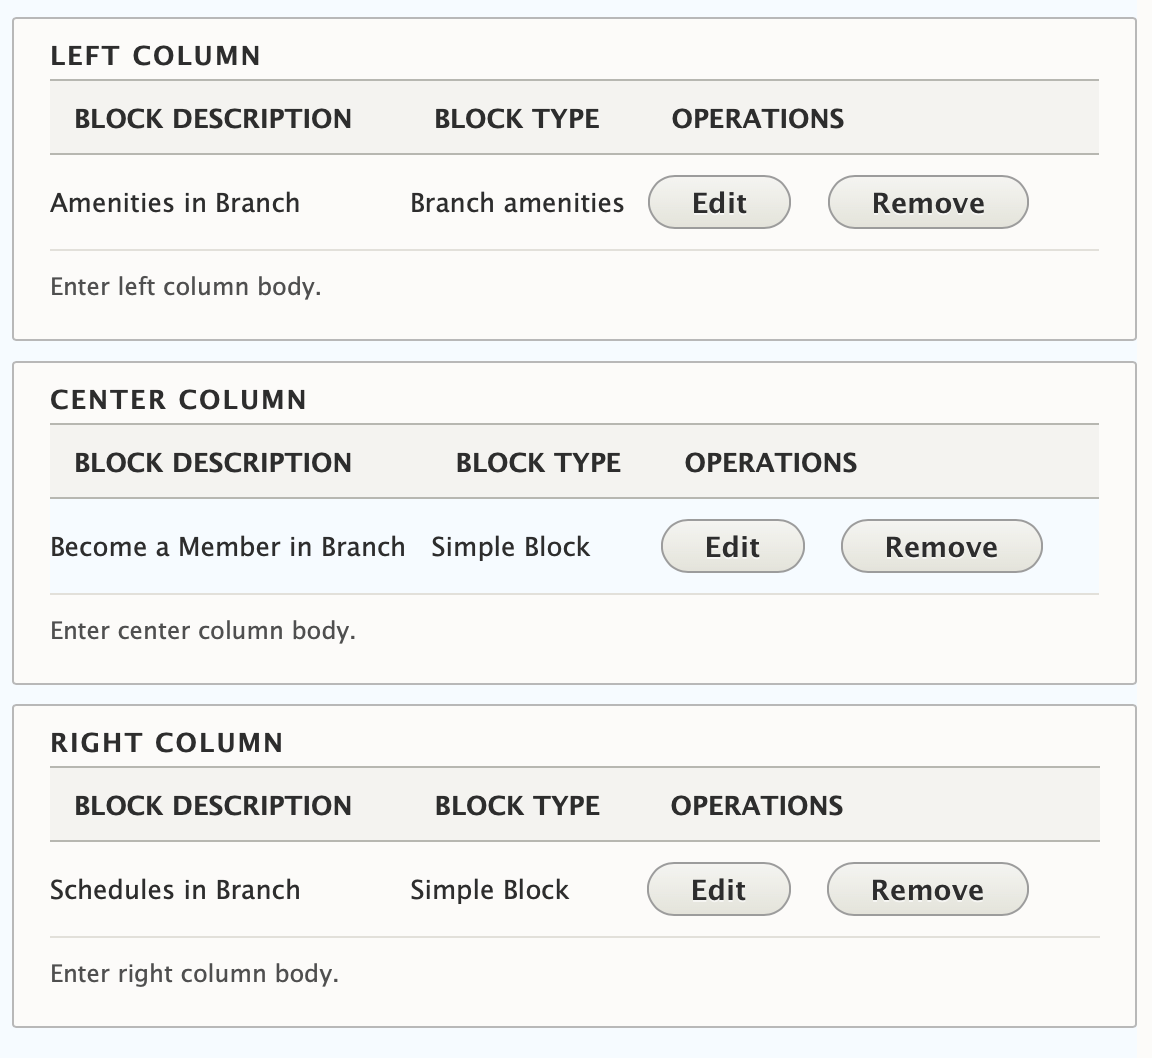 LEFT COLUMN
BLOCK DESCRIPTION BLOCK TYPE OPERATIONS
Amenities in Branch Branch amenities Edit Remove
Enter left column body.
CENTER COLUMN
BLOCK DESCRIPTION BLOCK TYPE OPERATIONS
Become a Member in Branch Simple Block Edit Remove
Enter center column body.
RIGHT COLUMN
BLOCK DESCRIPTION BLOCK TYPE OPERATIONS
Schedules in Branch Simple Block Edit Remove
Enter right column body.